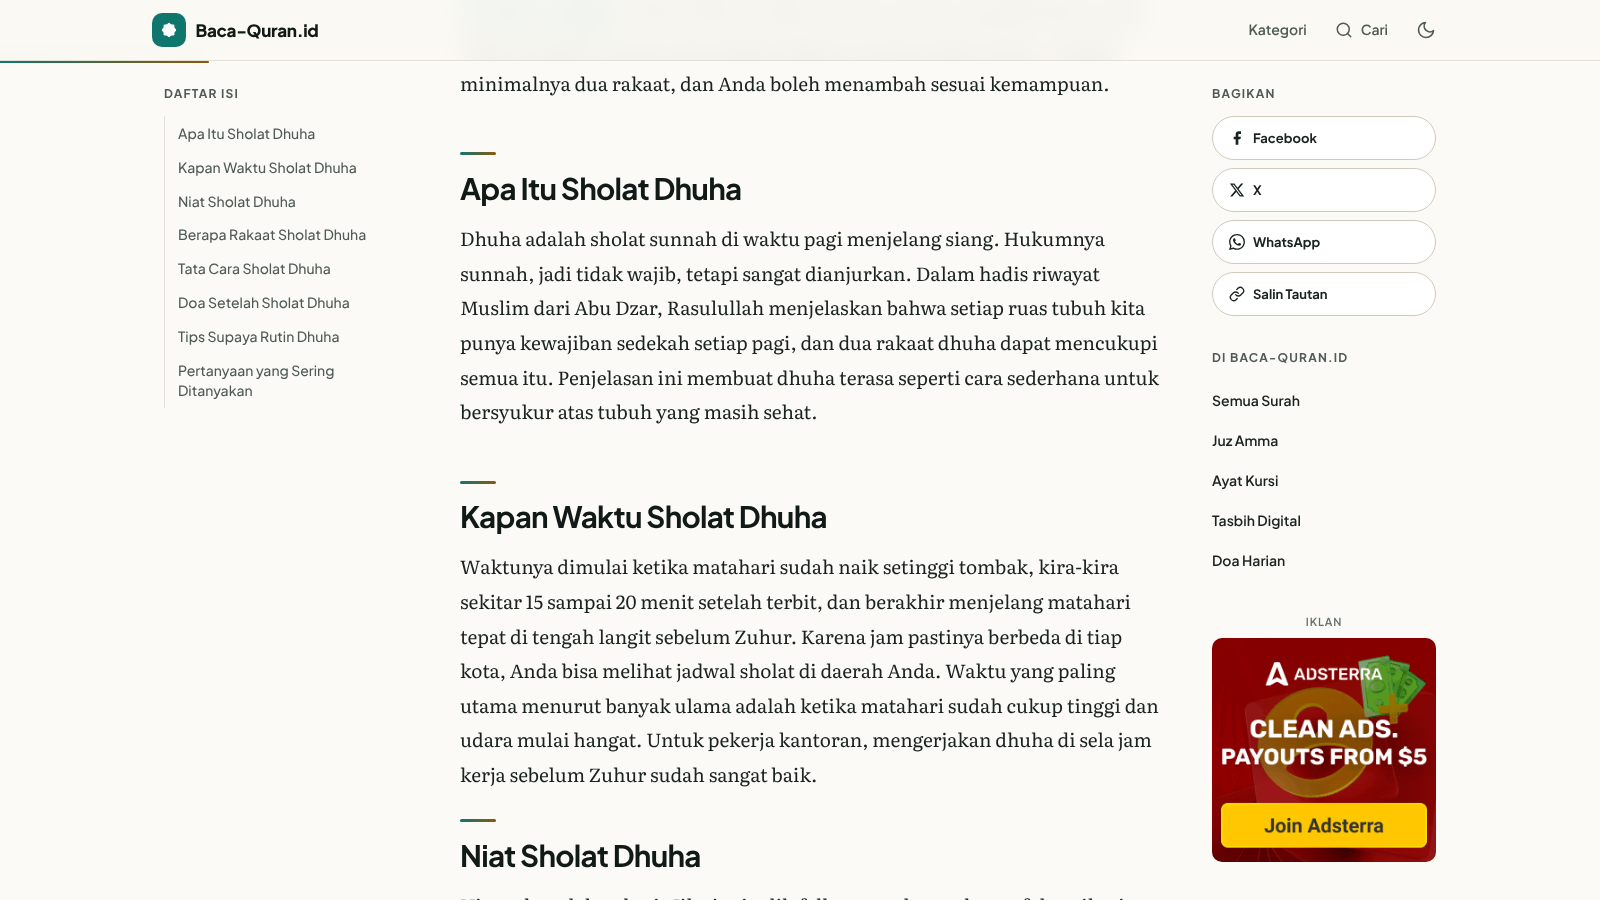 Baca-Quran.id
Kategori
Cari
DAFTAR ISI
Apa Itu Sholat Dhuha
Kapan Waktu Sholat Dhuha
Niat Sholat Dhuha
Berapa Rakaat Sholat Dhuha
Tata Cara Sholat Dhuha
Doa Setelah Sholat Dhuha
Tips Supaya Rutin Dhuha
Pertanyaan yang Sering
Ditanyakan
minimalnya dua rakaat, dan Anda boleh menambah sesuai kemampuan.
Apa Itu Sholat Dhuha
Dhuha adalah sholat sunnah di waktu pagi menjelang siang. Hukumnya
sunnah, jadi tidak wajib, tetapi sangat dianjurkan. Dalam hadis riwayat
Muslim dari Abu Dzar, Rasulullah menjelaskan bahwa setiap ruas tubuh kita
punya kewajiban sedekah setiap pagi, dan dua rakaat dhuha dapat mencukupi
semua itu. Penjelasan ini membuat dhuha terasa seperti cara sederhana untuk
bersyukur atas tubuh yang masih sehat.
Kapan Waktu Sholat Dhuha
Waktunya dimulai ketika matahari sudah naik setinggi tombak, kira-kira
sekitar 15 sampai 20 menit setelah terbit, dan berakhir menjelang matahari
tepat di tengah langit sebelum Zuhur. Karena jam pastinya berbeda di tiap
kota, Anda bisa melihat jadwal sholat di daerah Anda. Waktu yang paling
utama menurut banyak ulama adalah ketika matahari sudah cukup tinggi dan
udara mulai hangat. Untuk pekerja kantoran, mengerjakan dhuha di sela jam
kerja sebelum Zuhur sudah sangat baik.
Niat Sholat Dhuha
BAGIKAN
Facebook
X
WhatsApp
Salin Tautan
DI BACA-QURAN.ID
Semua Surah
Juz Amma
Ayat Kursi
Tasbih Digital
Doa Harian
IKLAN
ADSTERRA
CLEAN ADS.
PAYOUTS FROM $5
Join Adsterra